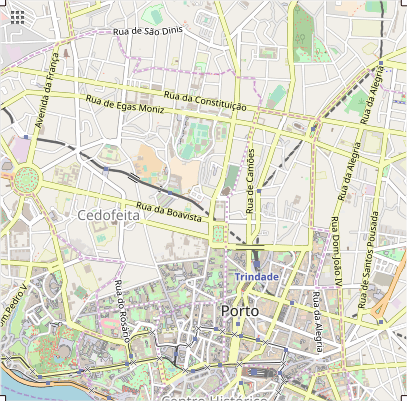 Rua de São Dinis
Avenida da França
Rua da Alegria
Rua da Constituição
Rua de Egas Moniz
Rua de Camões
Rua da Alegria
Cedofeita
Rua da Boavista
Rua Dom João IV
Rua de Santos Pousada
Trindade
Rua do Rosário
om Pedro V
Porto
Rua da Alegria
Centro Histórico